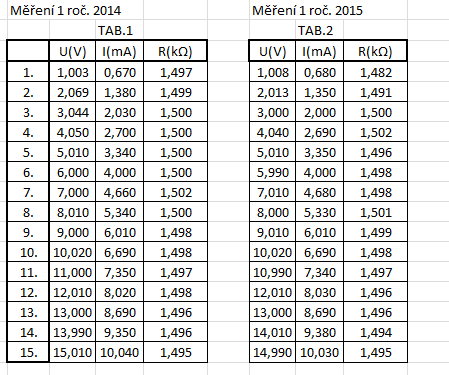 Měření 1 roč. 2014 Měření 1 roč. 2015
TAB.1 TAB.2
U(V) I(mA) R(kΩ) U(V) I(mA) R(kΩ)
1. 1,003 0,670 1,497 1,008 0,680 1,482
2. 2,069 1,380 1,499 2,013 1,350 1,491
3. 3,044 2,030 1,500 3,000 2,000 1,500
4. 4,050 2,700 1,500 4,040 2,690 1,502
5. 5,010 3,340 1,500 5,010 3,350 1,496
6. 6,000 4,000 1,500 5,990 4,000 1,498
7. 7,000 4,660 1,502 7,010 4,680 1,498
8. 8,010 5,340 1,500 8,000 5,330 1,501
9. 9,000 6,010 1,498 9,010 6,010 1,499
10. 10,020 6,690 1,498 10,020 6,690 1,498
11. 11,000 7,350 1,497 10,990 7,340 1,497
12. 12,010 8,020 1,498 12,010 8,030 1,496
13. 13,000 8,690 1,496 13,000 8,690 1,496
14. 13,990 9,350 1,496 14,010 9,380 1,494
15. 15,010 10,040 1,495 14,990 10,030 1,495